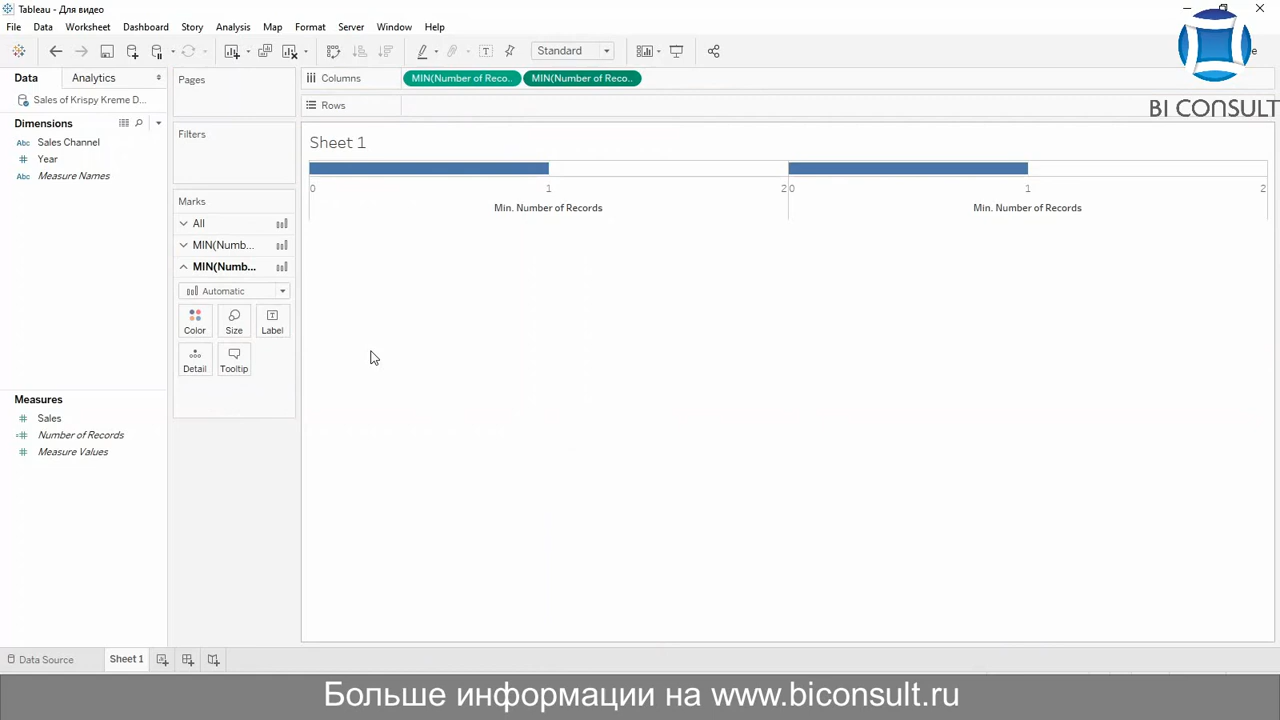 Tableau - Для видео
File Data Worksheet Dashboard Story Analysis Map Format Server Window Help
Standard
Data Analytics
Pages
Columns MIN(Number of Reco.. MIN(Number of Reco..
Sales of Krispy Kreme D...
Rows
BI CONSULT
Dimensions
Filters
Abc Sales Channel
Sheet 1
Year
Abc Measure Names
0 1 2 0 1 2
Marks
Min. Number of Records Min. Number of Records
All
MIN(Numb...
MIN(Numb...
Automatic
Color Size Label
Detail Tooltip
Measures
Sales
Number of Records
Measure Values
Data Source Sheet 1
Больше информации на www.biconsult.ru